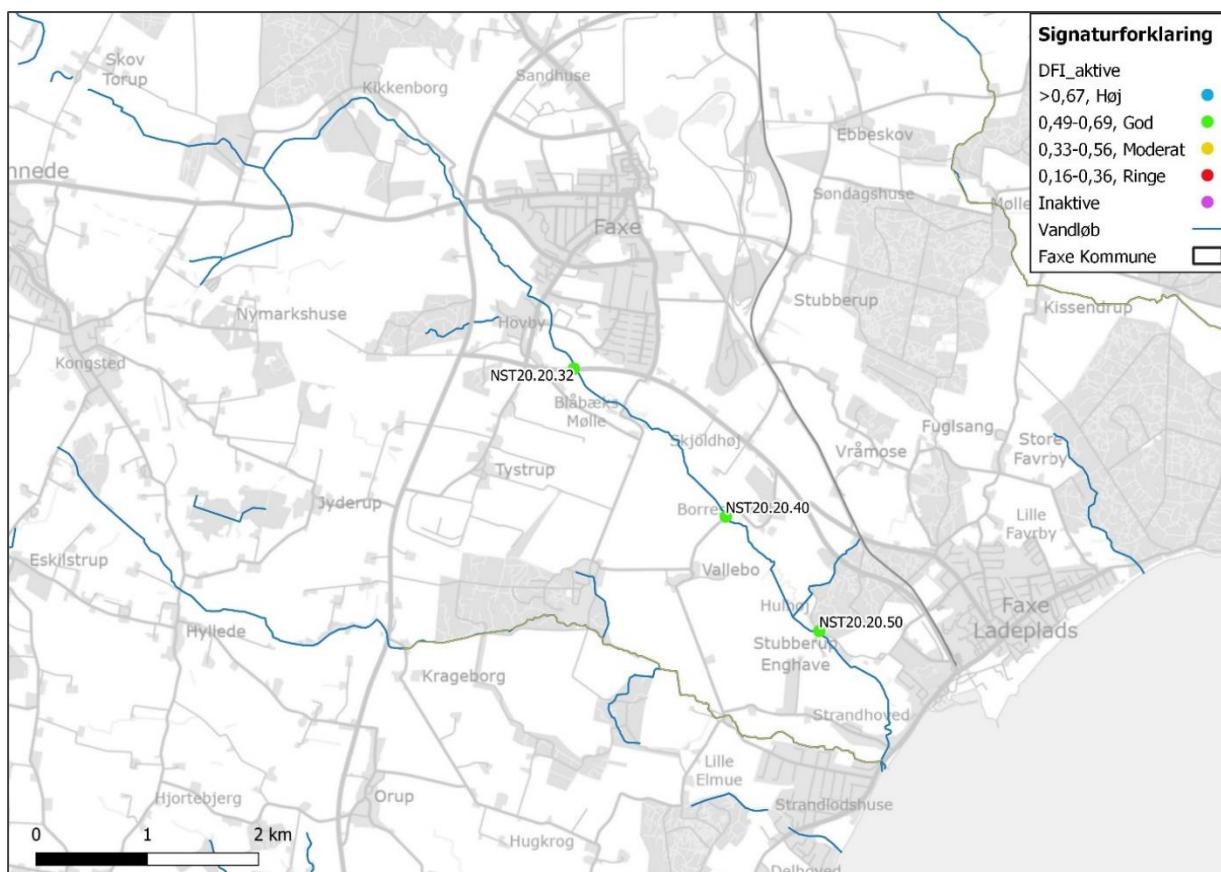 Signaturforklaring
DFI_aktive
>0,67, Høj
0,49-0,69, God
0,33-0,56, Moderat
0,16-0,36, Ringe
Inaktive
Vandløb
Faxe Kommune
Skov
Torup
Kikkenborg
Sandhuse
Ebbeskov
nnede
Søndagshuse
Mølle
Faxe
Stubberup
Kissendrup
Nymarkshuse
Hovby
Kongsted
NST20.20.32
Blåbæks
Mølle
Skjoldhøj
Fuglsang
Vråmose
Store
Favrby
Tystrup
Jyderup
Borres
NST20.20.40
Lille
Favrby
Eskilstrup
Vallebo
Hulhøj
Faxe
Ladeplads
NST20.20.50
Hyllede
Stubberup
Enghave
Krageborg
Strandhoved
Lille
Elmue
Hjortebjerg
Orup
Strandlodshuse
Hugkrog
Delhoved
0 1 2 km